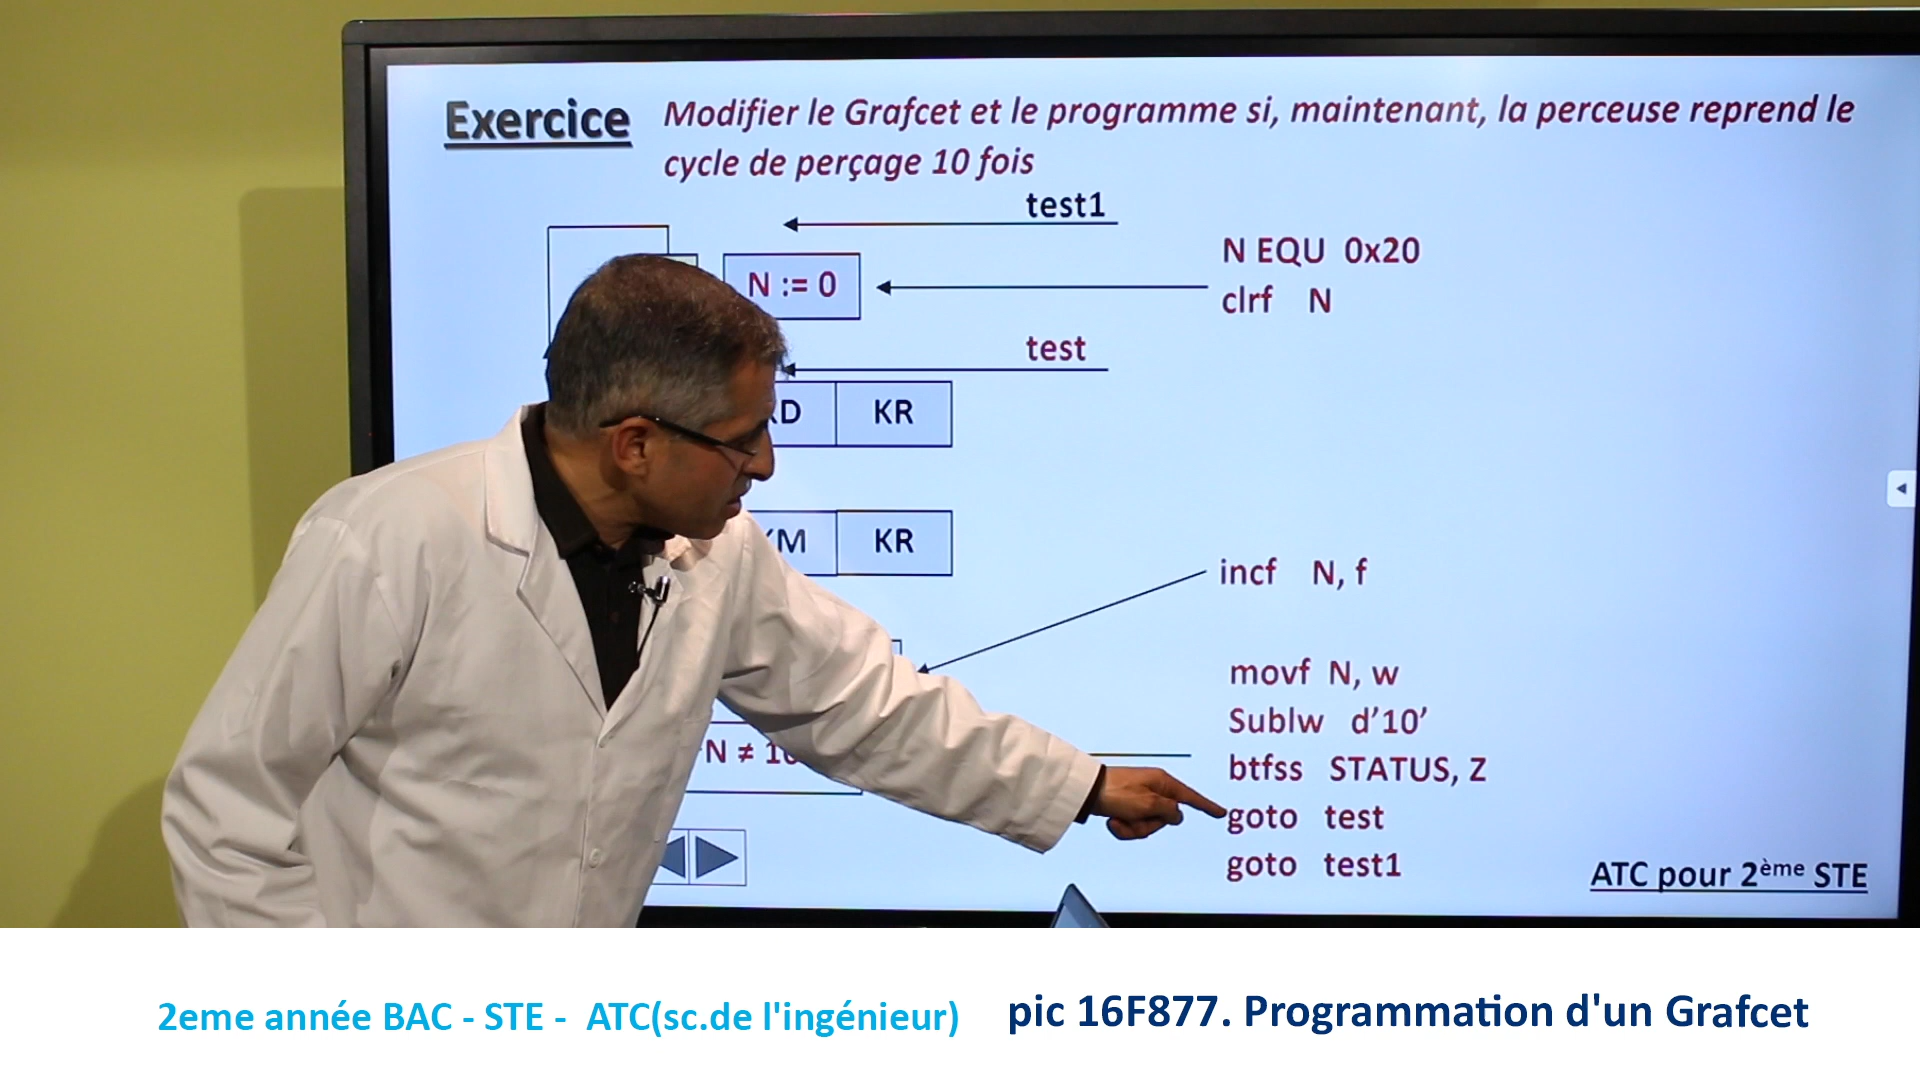 Exercice
Modifier le Grafcet et le programme si, maintenant, la perceuse reprend le
cycle de perçage 10 fois
test1
N := 0
N EQU 0x20
clrf N
test
KR
KR
incf N, f
movf N, w
Sublw d'10'
N ≠ 10
btfss STATUS, Z
goto test
goto test1
ATC pour 2ème STE
2eme année BAC - STE - ATC(sc.de l'ingénieur)
pic 16F877. Programmation d'un Grafcet